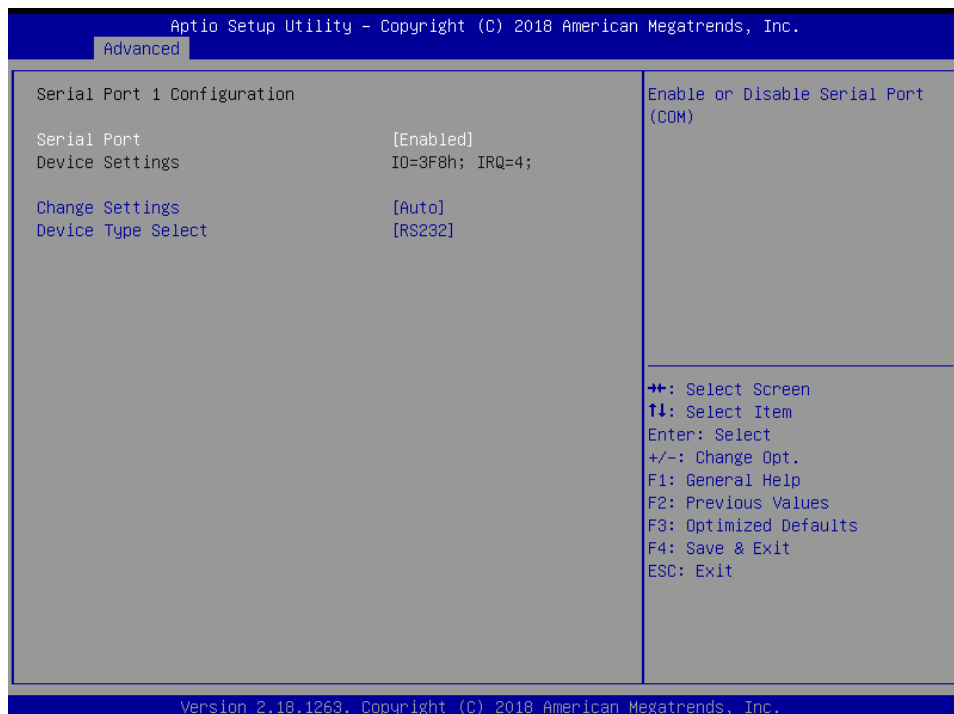 Aptio Setup Utility – Copyright (C) 2018 American Megatrends, Inc.
Advanced
Serial Port 1 Configuration
Serial Port [Enabled]
Device Settings IO=3F8h; IRQ=4;
Change Settings [Auto]
Device Type Select [RS232]
Enable or Disable Serial Port
(COM)
→←: Select Screen
↑↓: Select Item
Enter: Select
+/-: Change Opt.
F1: General Help
F2: Previous Values
F3: Optimized Defaults
F4: Save & Exit
ESC: Exit
Version 2.18.1263. Copyright (C) 2018 American Megatrends, Inc.